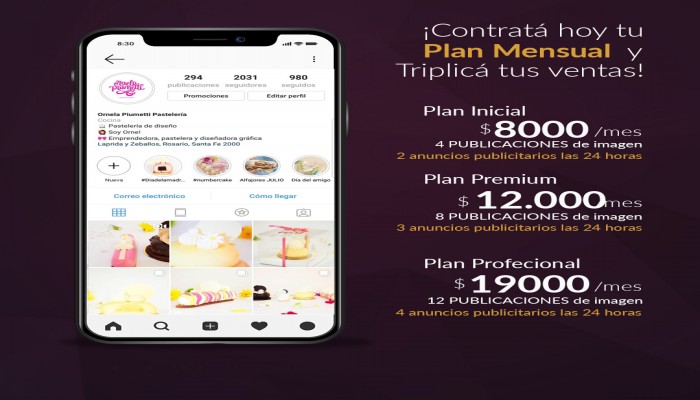 8:30
294
2031
980
publicaciones
seguidores
seguidos
Promociones
Editar perfil
Ornela Piumetti
Ornela Piumetti Pastelería
Cocina
Pastelería de diseño
Soy Ornel
Emprendedora, pastelera y diseñadora gráfica
Laprida y Zeballos, Rosario, Santa Fe 2000
Nueva
#Diadelamadr...
#numbercake
Alfajores JULIO
Día del amigo
Correo electrónico
Cómo llegar
¡Contratá hoy tu
Plan Mensual y
Triplicá tus ventas!
Plan Inicial
$8000 /mes
4 PUBLICACIONES de imagen
2 anuncios publicitarios las 24 horas
Plan Premium
$ 12.000/mes
8 PUBLICACIONES de imagen
3 anuncios publicitarios las 24 horas
Plan Profecional
$19000 /mes
12 PUBLICACIONES de imagen
4 anuncios publicitarios las 24 horas